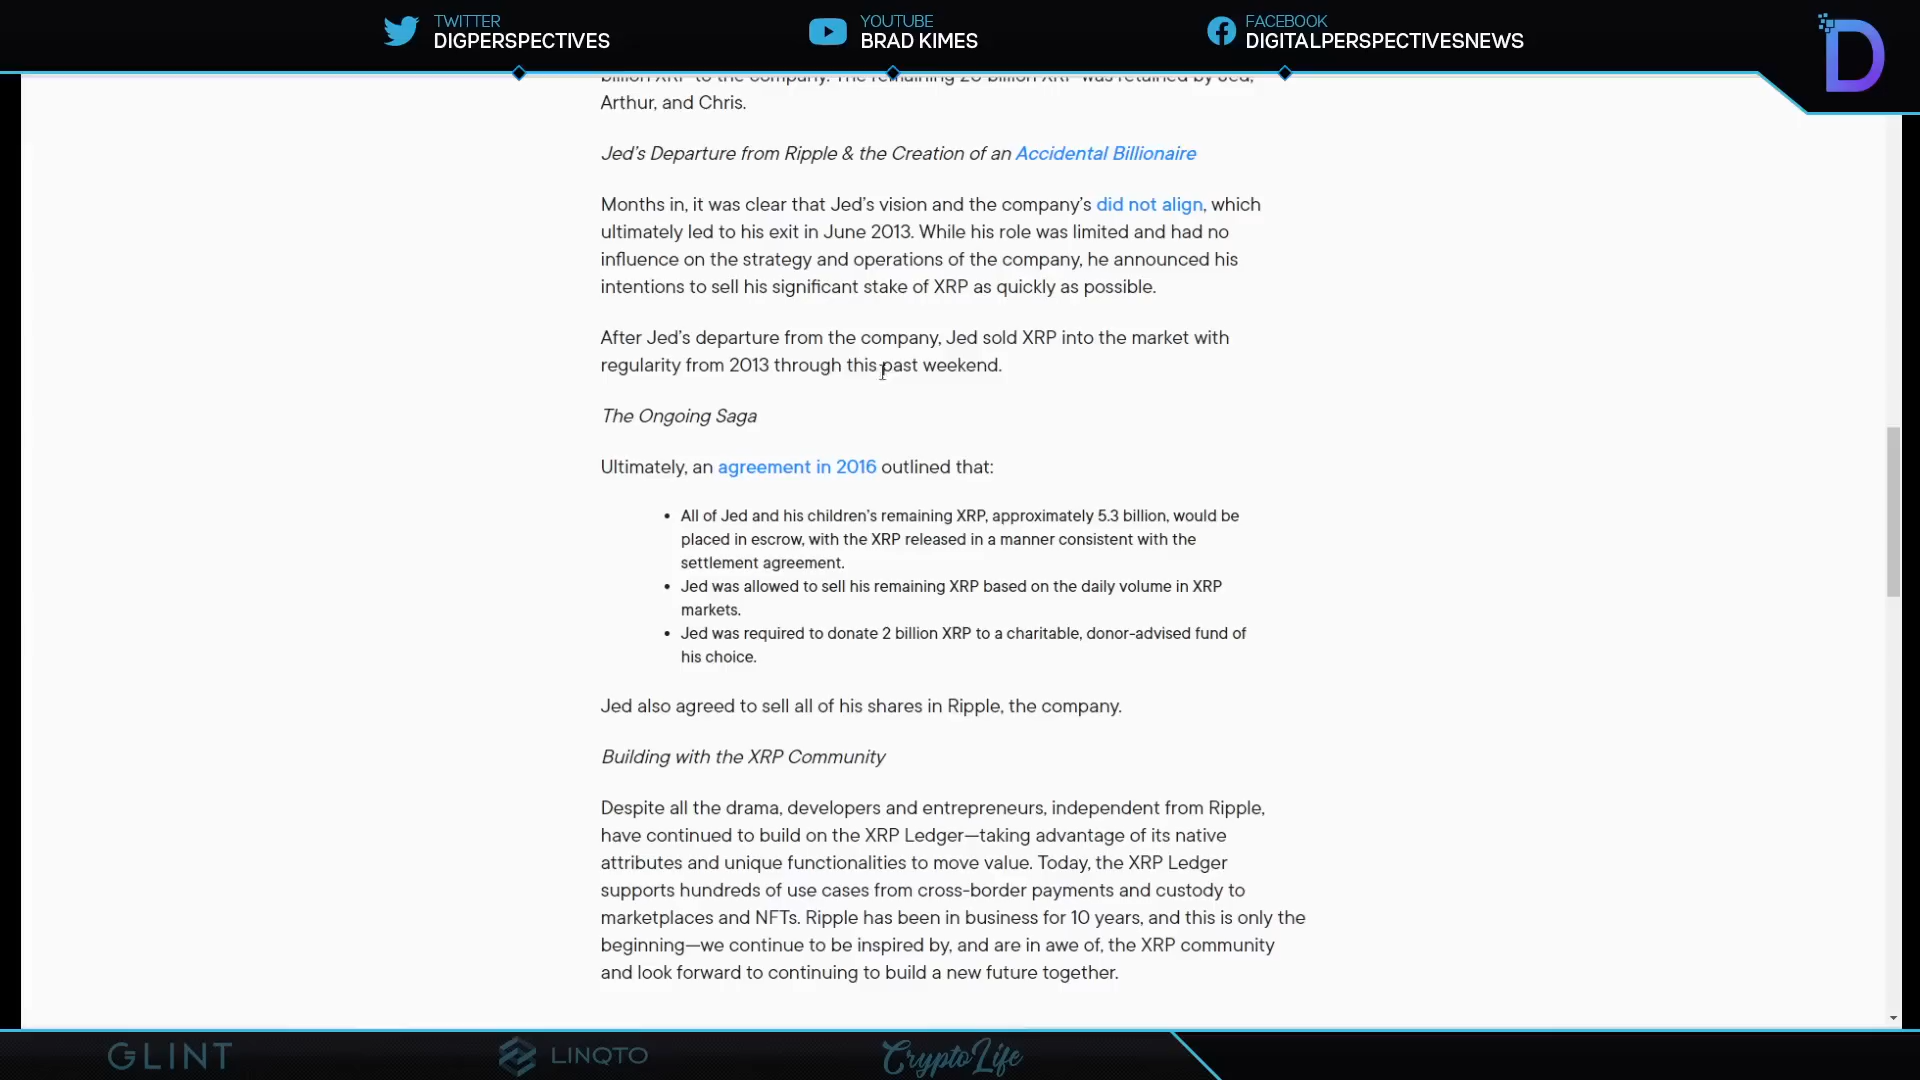 TWITTER
DIGPERSPECTIVES
YOUTUBE
BRAD KIMES
FACEBOOK
DIGITALPERSPECTIVESNEWS
D
billion XRP to the company. The remaining 20 billion XRP was retained by Jed,
Arthur, and Chris.
Jed’s Departure from Ripple & the Creation of an Accidental Billionaire
Months in, it was clear that Jed’s vision and the company’s did not align, which
ultimately led to his exit in June 2013. While his role was limited and had no
influence on the strategy and operations of the company, he announced his
intentions to sell his significant stake of XRP as quickly as possible.
After Jed’s departure from the company, Jed sold XRP into the market with
regularity from 2013 through this past weekend.
The Ongoing Saga
Ultimately, an agreement in 2016 outlined that:
• All of Jed and his children’s remaining XRP, approximately 5.3 billion, would be
placed in escrow, with the XRP released in a manner consistent with the
settlement agreement.
• Jed was allowed to sell his remaining XRP based on the daily volume in XRP
markets.
• Jed was required to donate 2 billion XRP to a charitable, donor-advised fund of
his choice.
Jed also agreed to sell all of his shares in Ripple, the company.
Building with the XRP Community
Despite all the drama, developers and entrepreneurs, independent from Ripple,
have continued to build on the XRP Ledger—taking advantage of its native
attributes and unique functionalities to move value. Today, the XRP Ledger
supports hundreds of use cases from cross-border payments and custody to
marketplaces and NFTs. Ripple has been in business for 10 years, and this is only the
beginning—we continue to be inspired by, and are in awe of, the XRP community
and look forward to continuing to build a new future together.
GLINT
LINQTO
CryptoLife